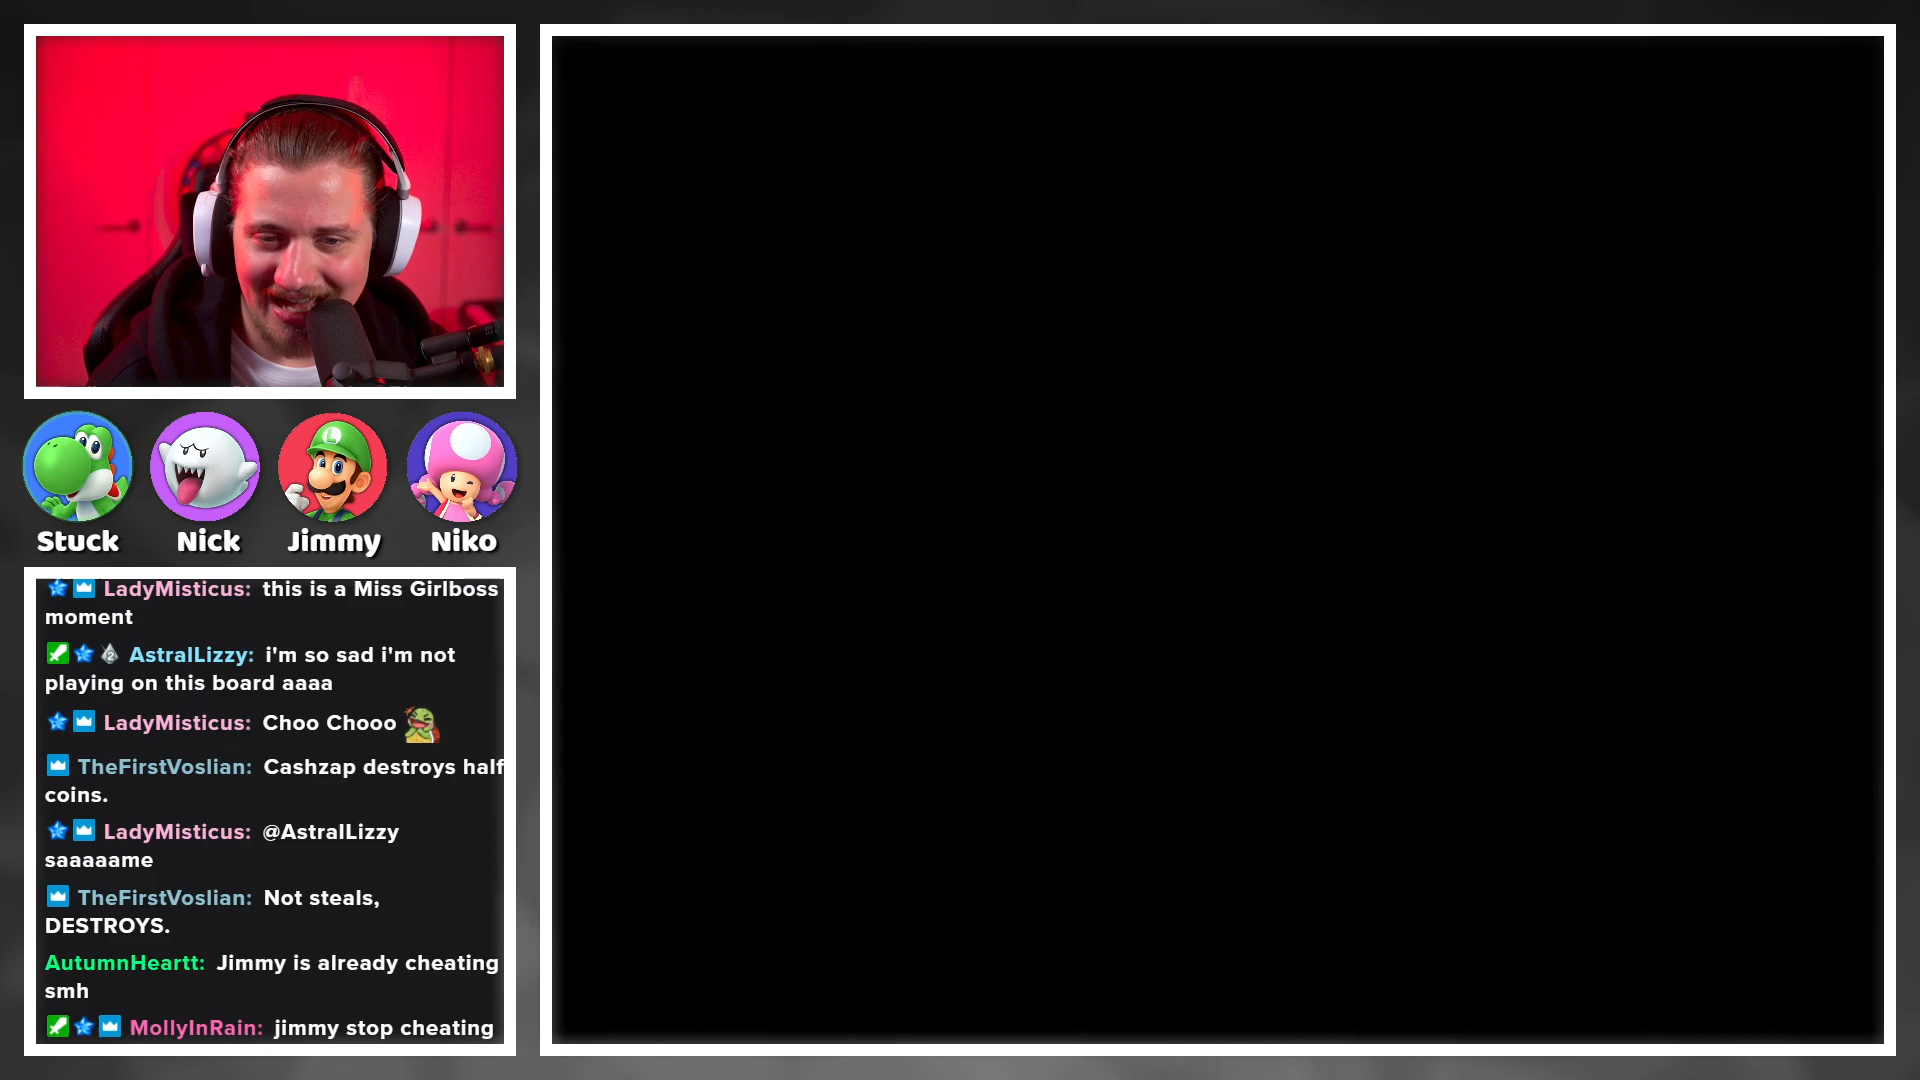 Stuck Nick Jimmy Niko
LadyMisticus: this is a Miss Girlboss
moment
AstralLizzy: i'm so sad i'm not
playing on this board aaaa
LadyMisticus: Choo Chooo
TheFirstVoslian: Cashzap destroys half
coins.
LadyMisticus: @AstralLizzy
saaaaame
TheFirstVoslian: Not steals,
DESTROYS.
AutumnHeartt: Jimmy is already cheating
smh
MollyInRain: jimmy stop cheating